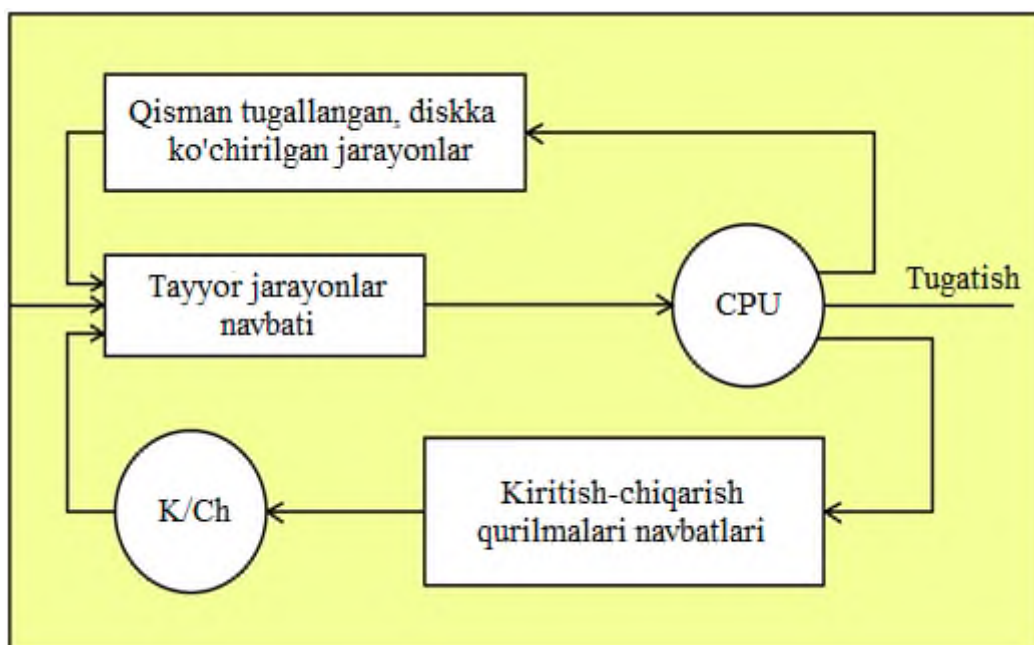 Qisman tugallangan, diskka
ko'chirilgan jarayonlar
Tayyor jarayonlar
navbati
CPU
Tugatish
K/Ch
Kiritish-chiqarish
qurilmalari navbatlari